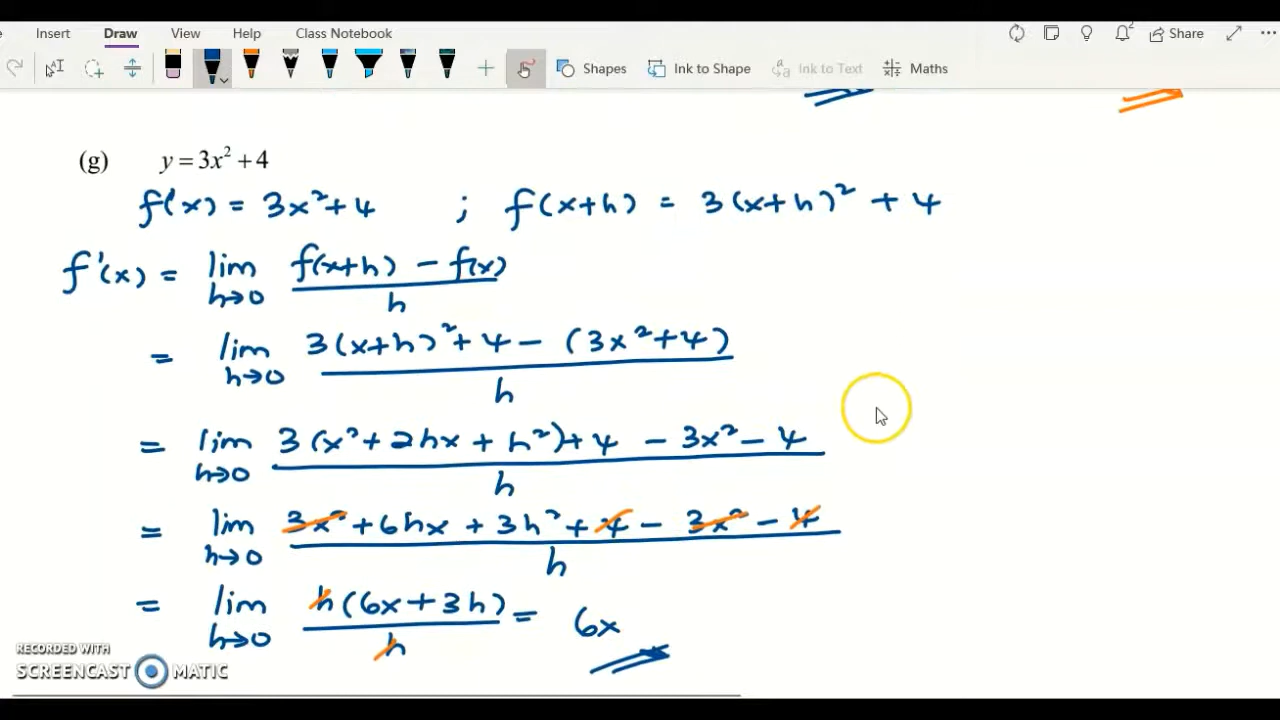 Insert Draw View Help Class Notebook 2 Share
Shapes Ink to Shape Ink to Text Maths
(g) y = 3x² + 4
f(x) = 3x² + 4 ; f(x+h) = 3(x+h)² + 4
f'(x) = lim h→0 f(x+h) − f(x) / h
= lim h→0 3(x+h)² + 4 − (3x² + 4) / h
= lim h→0 3(x² + 2hx + h²) + 4 − 3x² − 4 / h
= lim h→0 3x² + 6hx + 3h² + 4 − 3x² − 4 / h
= lim h→0 h(6x + 3h) / h = 6x
RECORDED WITH
SCREENCAST MATIC